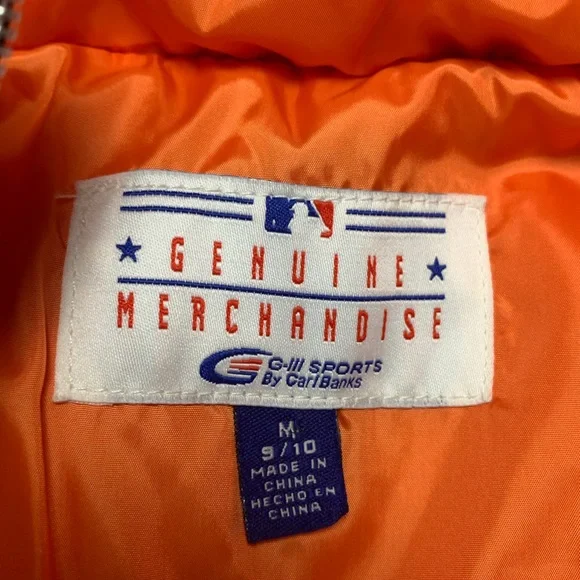 GENUINE
MERCHANDISE
G-III SPORTS
By Carl Banks
M
9/10
MADE IN
CHINA
HECHO EN
CHINA